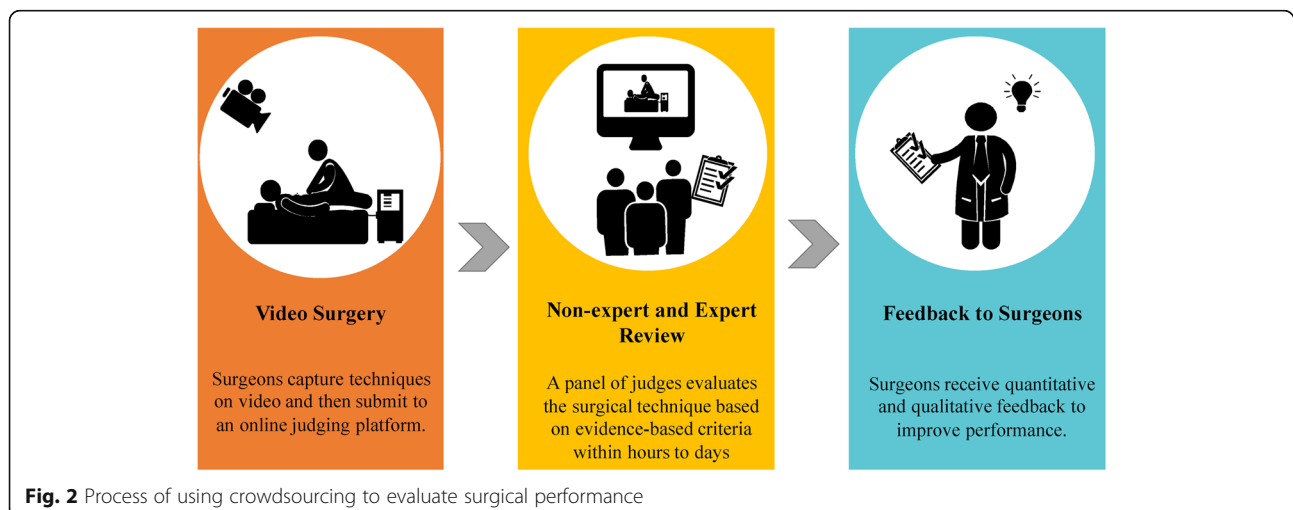 Video Surgery
Surgeons capture techniques
on video and then submit to
an online judging platform.
Non-expert and Expert
Review
A panel of judges evaluates
the surgical technique based
on evidence-based criteria
within hours to days
Feedback to Surgeons
Surgeons receive quantitative
and qualitative feedback to
improve performance.
Fig. 2 Process of using crowdsourcing to evaluate surgical performance